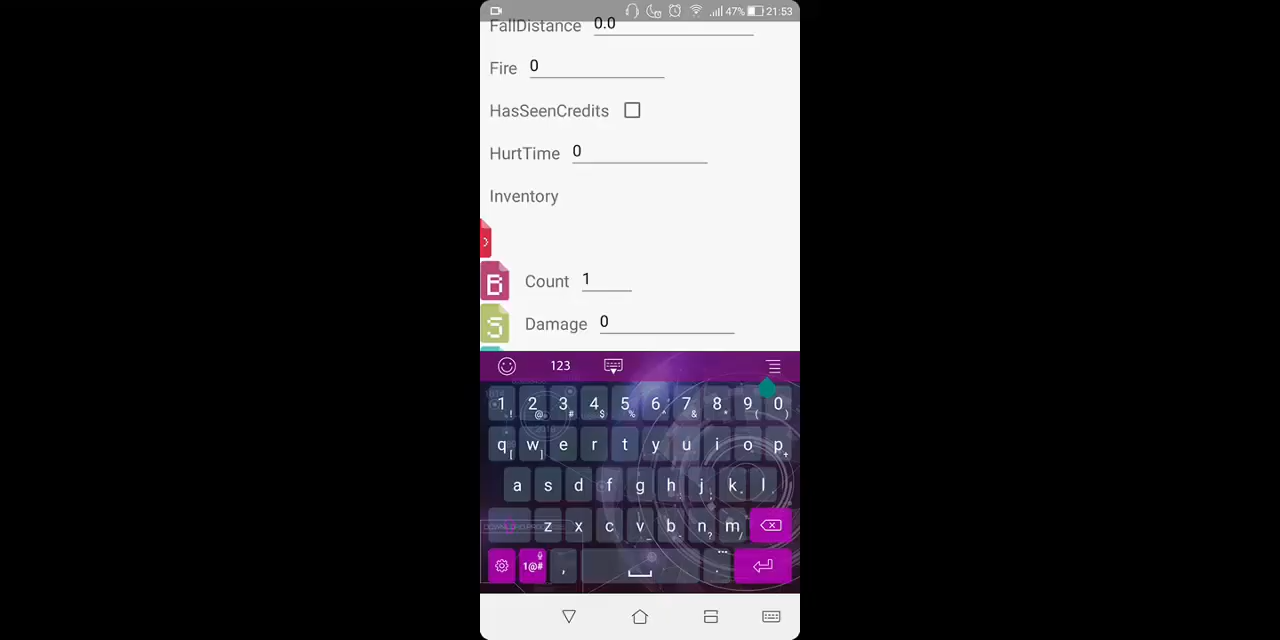 47% 21:53
FallDistance 0.0
Fire 0
HasSeenCredits
HurtTime 0
Inventory
B Count 1
S Damage 0
123
1 2 3 4 5 6 7 8 9 0
! @ # $ % ^ & * ( )
q w e r t y u i o p
[ ] +
a s d f g h j k l
z x c v b n m
1@# , .